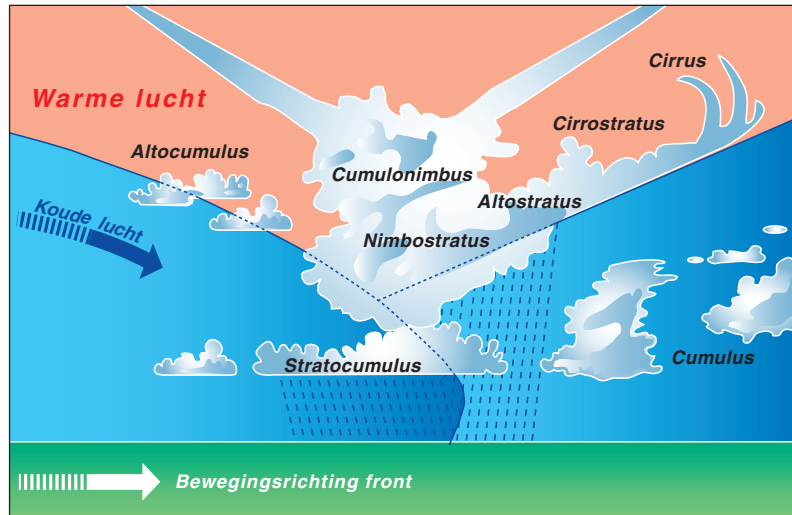 Cirrus
Warme lucht
Cirrostratus
Altocumulus
Cumulonimbus
Altostratus
Koude lucht
Nimbostratus
Stratocumulus
Cumulus
Bewegingsrichting front